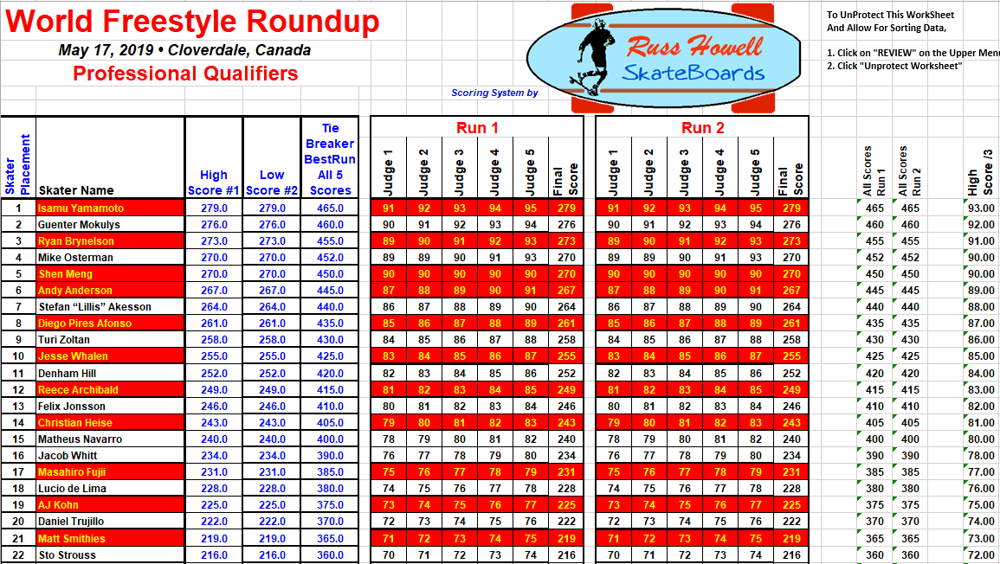 World Freestyle Roundup
May 17, 2019 • Cloverdale, Canada
Professional Qualifiers
Scoring System by
Russ Howell
SkateBoards
To UnProtect This WorkSheet
And Allow For Sorting Data,
1. Click on "REVIEW" on the Upper Menu
2. Click "Unprotect Worksheet"
Skater Placement Skater Name High Score #1 Low Score #2 Tie Breaker BestRun All 5 Scores Run 1 Judge 1 Judge 2 Judge 3 Judge 4 Judge 5 Final Score Run 2 Judge 1 Judge 2 Judge 3 Judge 4 Judge 5 Final Score All Scores Run 1 All Scores Run 2 High Score /3
1 Isamu Yamamoto 279.0 279.0 465.0 91 92 93 94 95 279 91 92 93 94 95 279 465 465 93.00
2 Guenter Mokulys 276.0 276.0 460.0 90 91 92 93 94 276 90 91 92 93 94 276 460 460 92.00
3 Ryan Brynelson 273.0 273.0 455.0 89 90 91 92 93 273 89 90 91 92 93 273 455 455 91.00
4 Mike Osterman 270.0 270.0 452.0 89 89 90 91 93 270 89 89 90 91 93 270 452 452 90.00
5 Shen Meng 270.0 270.0 450.0 90 90 90 90 90 270 90 90 90 90 90 270 450 450 90.00
6 Andy Anderson 267.0 267.0 445.0 87 88 89 90 91 267 87 88 89 90 91 267 445 445 89.00
7 Stefan “Lillis” Akesson 264.0 264.0 440.0 86 87 88 89 90 264 86 87 88 89 90 264 440 440 88.00
8 Diego Pires Afonso 261.0 261.0 435.0 85 86 87 88 89 261 85 86 87 88 89 261 435 435 87.00
9 Turi Zoltan 258.0 258.0 430.0 84 85 86 87 88 258 84 85 86 87 88 258 430 430 86.00
10 Jesse Whalen 255.0 255.0 425.0 83 84 85 86 87 255 83 84 85 86 87 255 425 425 85.00
11 Denham Hill 252.0 252.0 420.0 82 83 84 85 86 252 82 83 84 85 86 252 420 420 84.00
12 Reece Archibald 249.0 249.0 415.0 81 82 83 84 85 249 81 82 83 84 85 249 415 415 83.00
13 Felix Jonsson 246.0 246.0 410.0 80 81 82 83 84 246 80 81 82 83 84 246 410 410 82.00
14 Christian Heise 243.0 243.0 405.0 79 80 81 82 83 243 79 80 81 82 83 243 405 405 81.00
15 Matheus Navarro 240.0 240.0 400.0 78 79 80 81 82 240 78 79 80 81 82 240 400 400 80.00
16 Jacob Whitt 234.0 234.0 390.0 76 77 78 79 80 234 76 77 78 79 80 234 390 390 78.00
17 Masahiro Fujii 231.0 231.0 385.0 75 76 77 78 79 231 75 76 77 78 79 231 385 385 77.00
18 Lucio de Lima 228.0 228.0 380.0 74 75 76 77 78 228 74 75 76 77 78 228 380 380 76.00
19 AJ Kohn 225.0 225.0 375.0 73 74 75 76 77 225 73 74 75 76 77 225 375 375 75.00
20 Daniel Trujillo 222.0 222.0 370.0 72 73 74 75 76 222 72 73 74 75 76 222 370 370 74.00
21 Matt Smithies 219.0 219.0 365.0 71 72 73 74 75 219 71 72 73 74 75 219 365 365 73.00
22 Sto Strouss 216.0 216.0 360.0 70 71 72 73 74 216 70 71 72 73 74 216 360 360 72.00